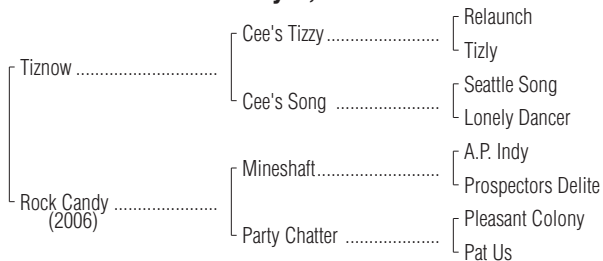 Relaunch
Cee's Tizzy
Tizly
Tiznow
Seattle Song
Cee's Song
Lonely Dancer
A.P. Indy
Mineshaft
Prospectors Delite
Rock Candy
(2006)
Pleasant Colony
Party Chatter
Pat Us